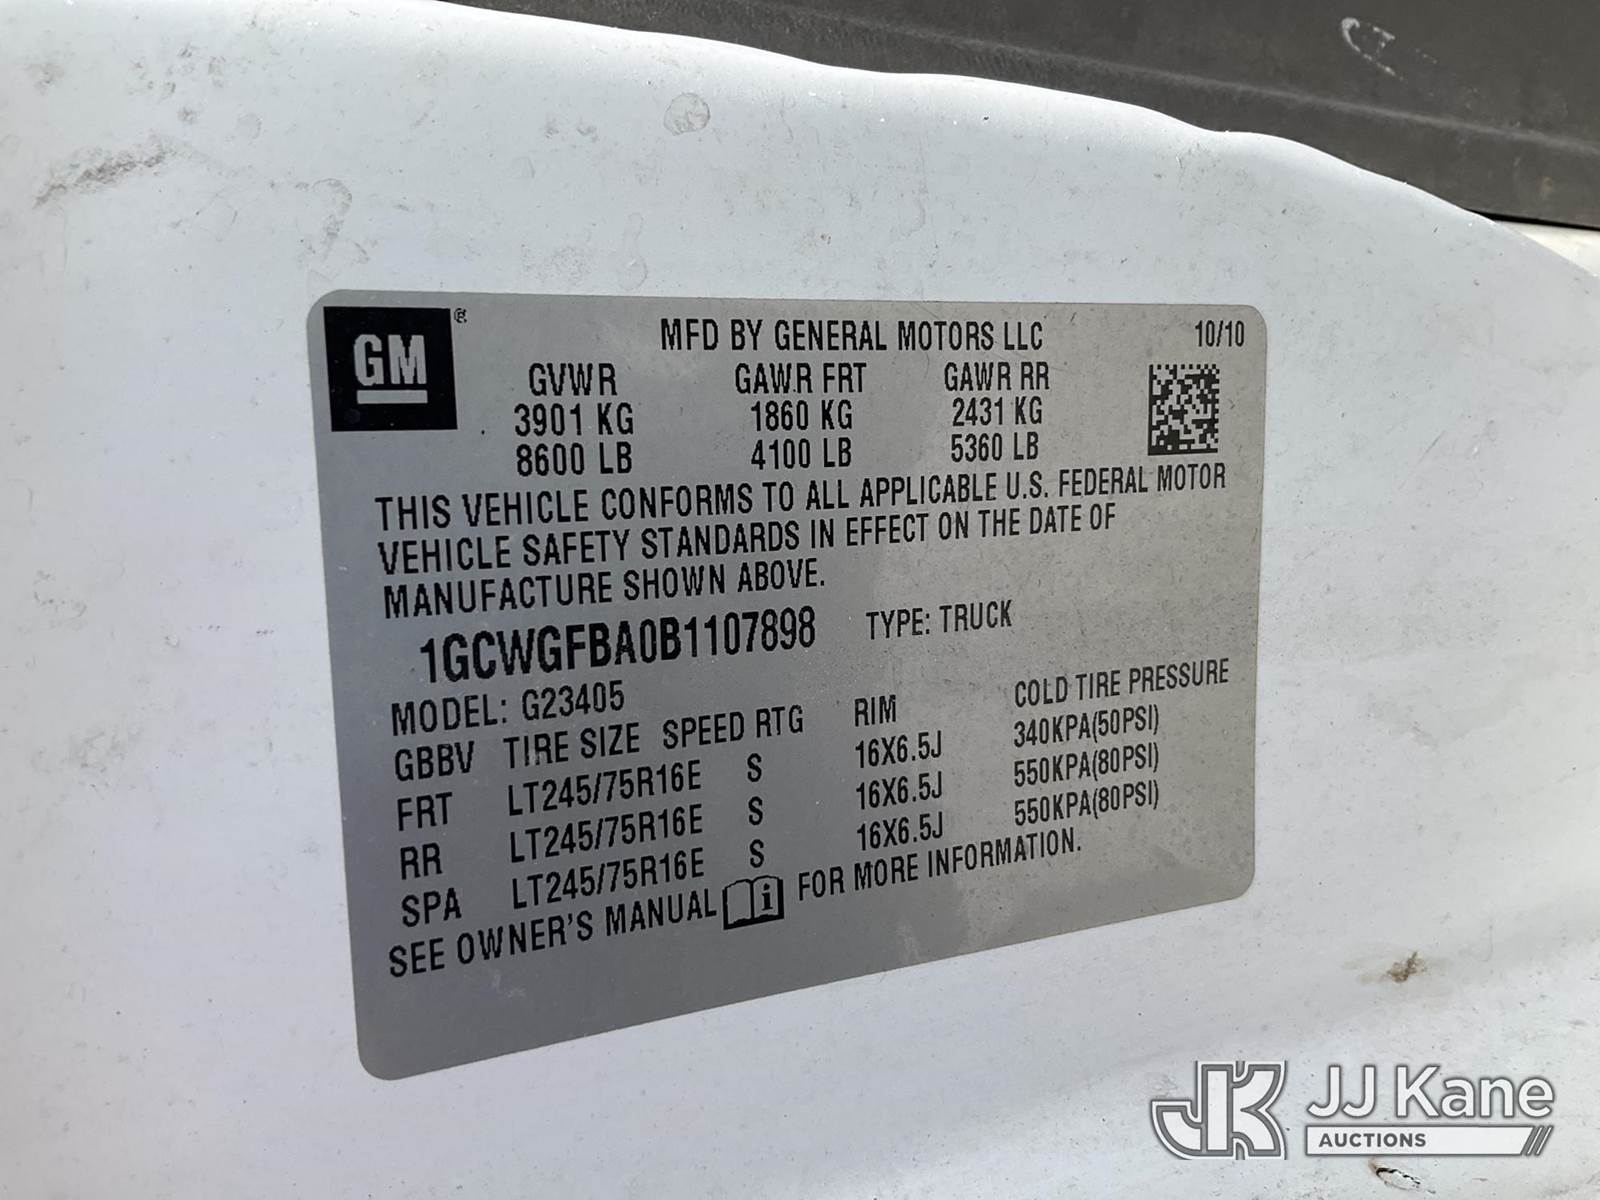 GM ®
MFD BY GENERAL MOTORS LLC 10/10
GVWR GAWR FRT GAWR RR
3901 KG 1860 KG 2431 KG
8600 LB 4100 LB 5360 LB
THIS VEHICLE CONFORMS TO ALL APPLICABLE U.S. FEDERAL MOTOR
VEHICLE SAFETY STANDARDS IN EFFECT ON THE DATE OF
MANUFACTURE SHOWN ABOVE.
1GCWGFBA0B1107898 TYPE: TRUCK
MODEL: G23405
GBBV TIRE SIZE SPEED RTG RIM COLD TIRE PRESSURE
FRT LT245/75R16E S 16X6.5J 340KPA(50PSI)
RR LT245/75R16E S 16X6.5J 550KPA(80PSI)
SPA LT245/75R16E S 16X6.5J 550KPA(80PSI)
SEE OWNER'S MANUAL i FOR MORE INFORMATION.
JK JJ Kane
AUCTIONS